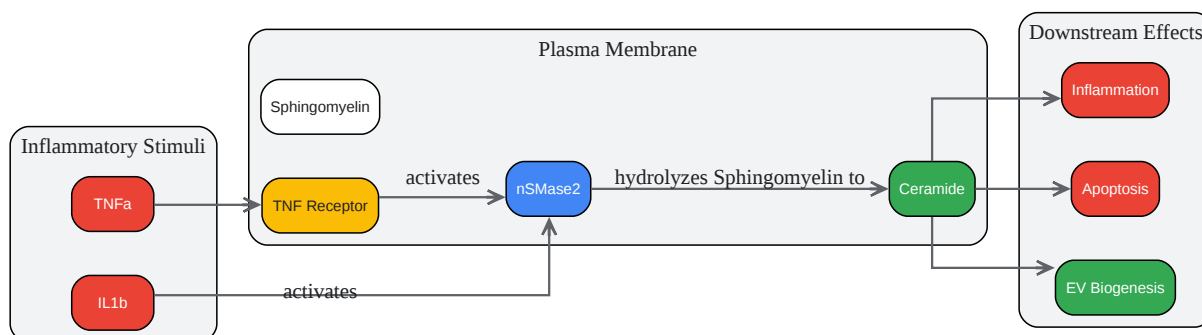 Inflammatory Stimuli
TNFa
IL1b
Plasma Membrane
Sphingomyelin
TNF Receptor
activates
nSMase2
hydrolyzes Sphingomyelin to
Ceramide
activates
Downstream Effects
Inflammation
Apoptosis
EV Biogenesis